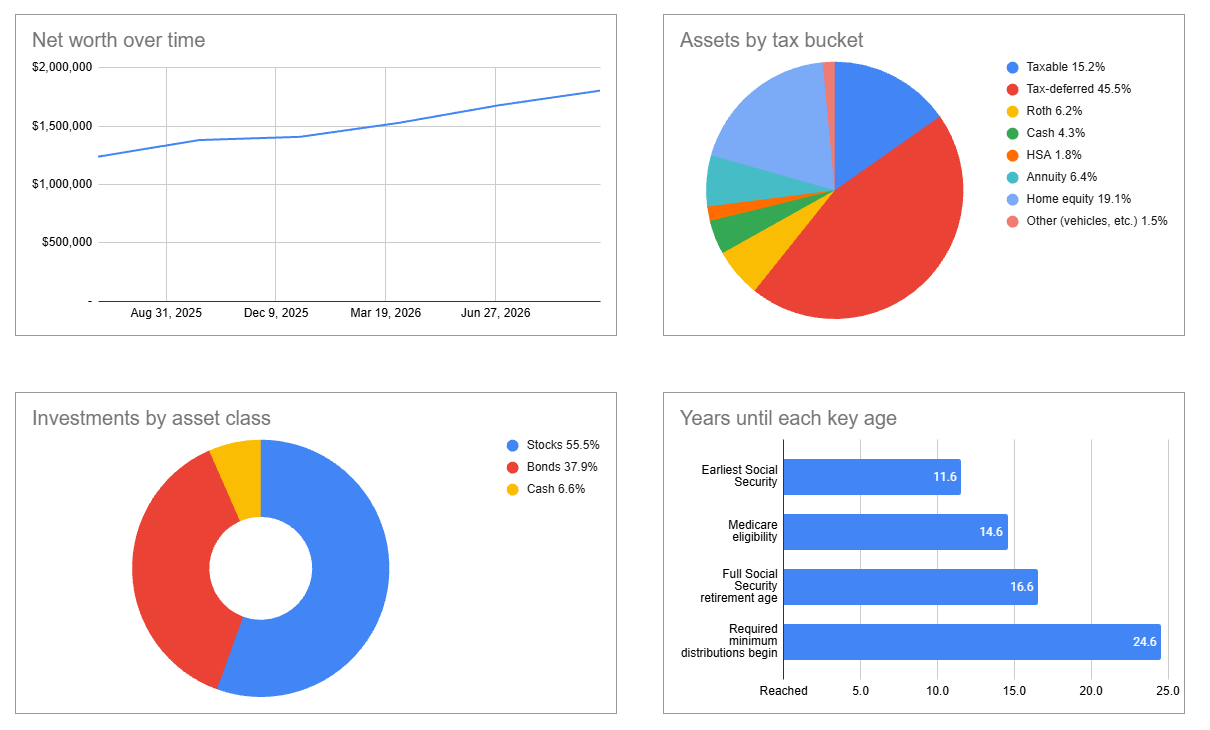 Net worth over time
$2,000,000
$1,500,000
$1,000,000
$500,000
-
Aug 31, 2025
Dec 9, 2025
Mar 19, 2026
Jun 27, 2026
Assets by tax bucket
Taxable 15.2%
Tax-deferred 45.5%
Roth 6.2%
Cash 4.3%
HSA 1.8%
Annuity 6.4%
Home equity 19.1%
Other (vehicles, etc.) 1.5%
Investments by asset class
Stocks 55.5%
Bonds 37.9%
Cash 6.6%
Years until each key age
Earliest Social
Security
11.6
Medicare
eligibility
14.6
Full Social
Security
retirement age
16.6
Required
minimum
distributions begin
24.6
Reached
5.0
10.0
15.0
20.0
25.0